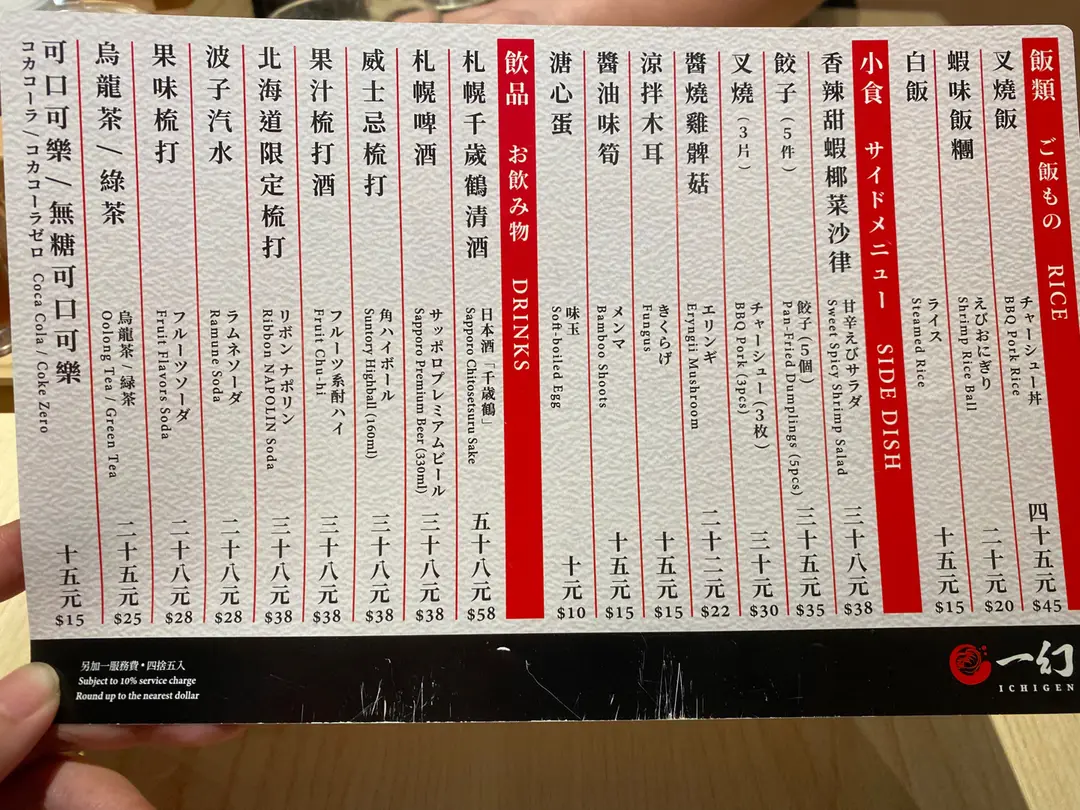 飯類 ご飯もの RICE
叉燒飯 チャーシュー丼 BBQ Pork Rice 四十五元 $45
蝦味飯糰 えびおにぎり Shrimp Rice Ball 二十元 $20
白飯 ライス Steamed Rice 十五元 $15
小食 サイドメニュー SIDE DISH
香辣甜蝦椰菜沙律 甘辛えびサラダ Sweet Spicy Shrimp Salad 三十八元 $38
餃子(5件) 餃子(5個) Pan-Fried Dumplings (5pcs) 三十五元 $35
叉燒(3片) チャーシュー(3枚) BBQ Pork (3pcs) 三十元 $30
醬燒雞髀菇 エリンギ Eryngii Mushroom 二十二元 $22
涼拌木耳 きくらげ Fungus 十五元 $15
醬油味筍 メンマ Bamboo Shoots 十五元 $15
溏心蛋 味玉 Soft-boiled Egg 十元 $10
飲品 お飲み物 DRINKS
札幌千歲鶴清酒 日本酒「千歳鶴」 Sapporo Chitosetsuru Sake 五十八元 $58
札幌啤酒 サッポロプレミアムビール Sapporo Premium Beer (330ml) 三十八元 $38
威士忌梳打 角ハイボール Suntory Highball (160ml) 三十八元 $38
果汁梳打酒 フルーツ系酎ハイ Fruit Chu-hi 三十八元 $38
北海道限定梳打 リボンナポリン Ribbon NAPOLIN Soda 三十八元 $38
波子汽水 ラムネソーダ Ramune Soda 二十八元 $28
果味梳打 フルーツソーダ Fruit Flavors Soda 二十八元 $28
烏龍茶/綠茶 烏龍茶/緑茶 Oolong Tea / Green Tea 二十五元 $25
可口可樂/無糖可口可樂 十五元 $15
コカコーラ/コカコーラゼロ Coca Cola / Coke Zero
另加一服務費・四捨五入
Subject to 10% service charge
Round up to the nearest dollar
一幻
ICHIGEN